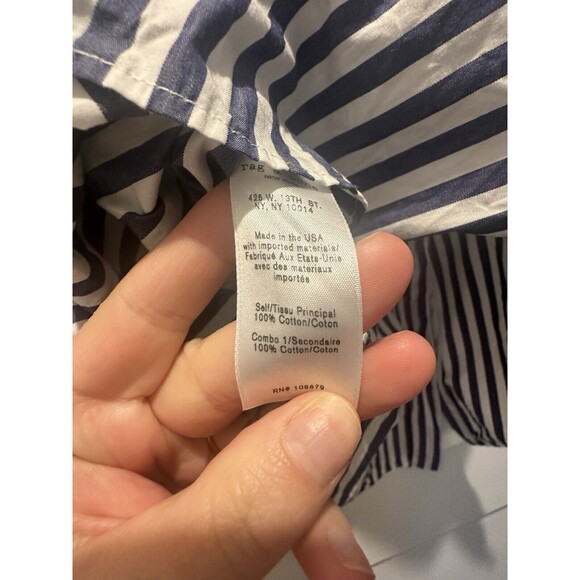 rag
425 W. 13TH ST.
NY, NY 10014
Made in the USA
with imported materials/
Fabriqué Aux Etats-Unis
avec des materiaux
importés
Self/Tissu Principal
100% Cotton/Coton
Combo 1/Secondaire
100% Cotton/Coton
RN# 108679